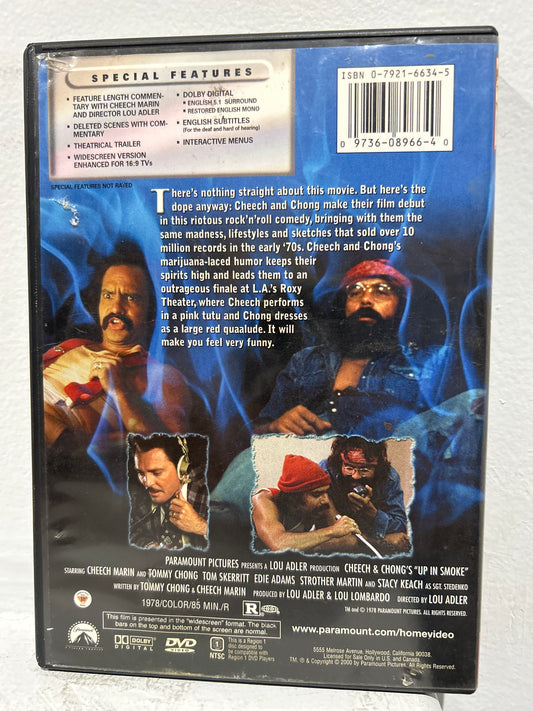 SPECIAL FEATURES
• FEATURE LENGTH COMMEN-
TARY WITH CHEECH MARIN
AND DIRECTOR LOU ADLER
• DELETED SCENES WITH COM-
MENTARY
• THEATRICAL TRAILER
• WIDESCREEN VERSION
ENHANCED FOR 16:9 TVs
• DOLBY DIGITAL
• ENGLISH 5.1 SURROUND
• RESTORED ENGLISH MONO
• ENGLISH SUBTITLES
(For the deaf and hard of hearing)
• INTERACTIVE MENUS
ISBN 0-7921-6634-5
0 9736-08966-4 0
SPECIAL FEATURES NOT RATED
There's nothing straight about this movie. But here's the
dope anyway: Cheech and Chong make their film debut
in this riotous rock'n'roll comedy, bringing with them the
same madness, lifestyles and sketches that sold over 10
million records in the early '70s. Cheech and Chong's
marijuana-laced humor keeps their
spirits high and leads them to an
outrageous finale at L.A.'s Roxy
Theater, where Cheech performs
in a pink tutu and Chong dresses
as a large red quaalude. It will
make you feel very funny.
PARAMOUNT PICTURES PRESENTS A LOU ADLER PRODUCTION CHEECH & CHONG'S "UP IN SMOKE"
STARRING CHEECH MARIN AND TOMMY CHONG TOM SKERRITT EDIE ADAMS STROTHER MARTIN AND STACY KEACH AS SGT. STEDENKO
WRITTEN BY TOMMY CHONG & CHEECH MARIN PRODUCED BY LOU ADLER & LOU LOMBARDO DIRECTED BY LOU ADLER
TM and © 1978 PARAMOUNT PICTURES. ALL RIGHTS RESERVED.
1978/COLOR/85 MIN./R
R
This film is presented in the "widescreen" format. The black
bars on the top and bottom of the screen are normal.
www.paramount.com/homevideo
Paramount
DOLBY
DIGITAL
DVD
VIDEO
1
NTSC
This is a Region 1
disc designed to
be compatible with
Region 1 DVD Players
5555 Melrose Avenue, Hollywood, California 90038.
Licensed for Sale Only in U.S. and Canada.
TM, ® & Copyright © 2000 by Paramount Pictures. All Rights Reserved.